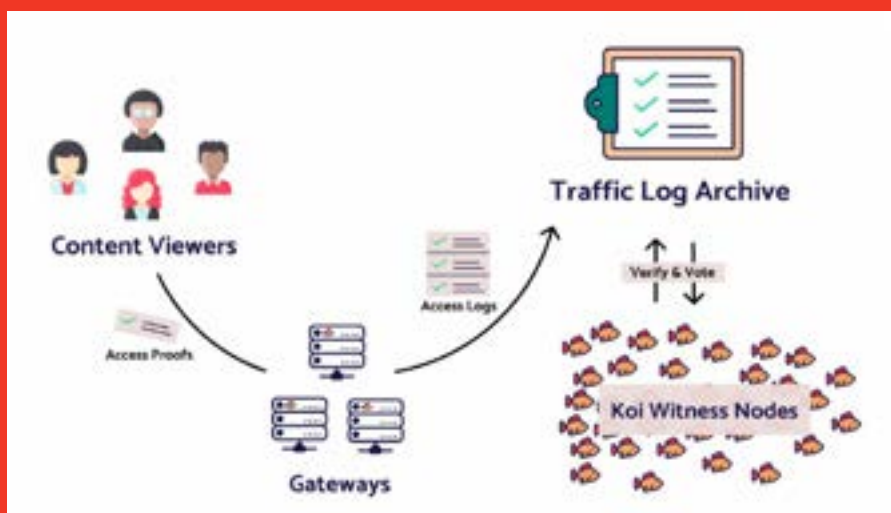 Content Viewers
Access Proofs
Gateways
Access Logs
Traffic Log Archive
Verify & Vote
Koi Witness Nodes